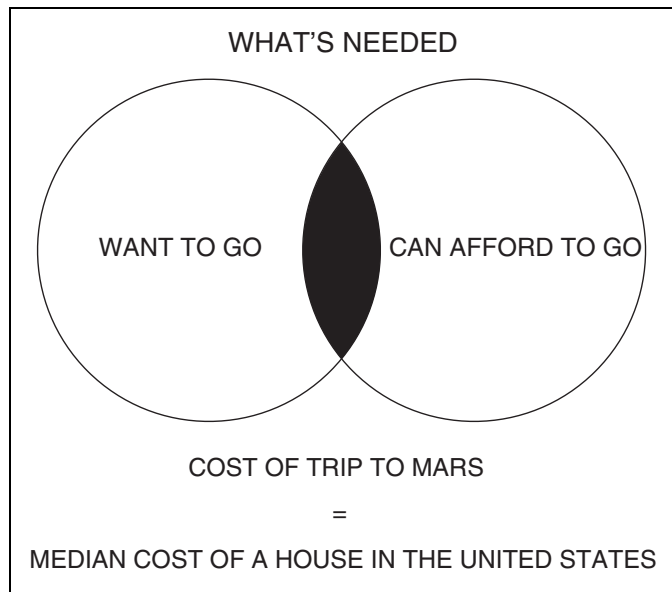 WHAT'S NEEDED
WANT TO GO
CAN AFFORD TO GO
COST OF TRIP TO MARS
=
MEDIAN COST OF A HOUSE IN THE UNITED STATES